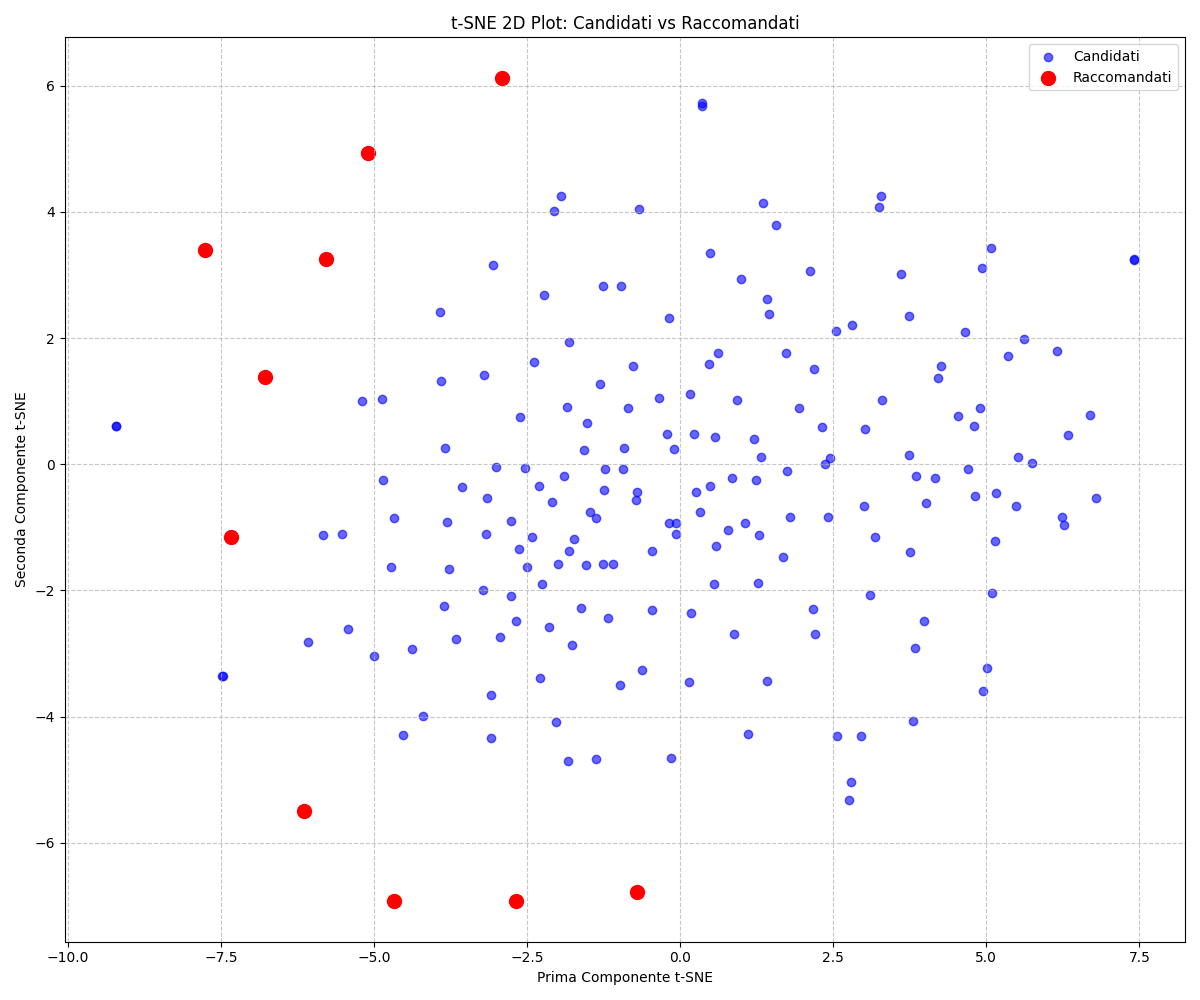 t-SNE 2D Plot: Candidati vs Raccomandati
Candidati
Raccomandati
6
4
2
0
−2
−4
−6
Seconda Componente t-SNE
−10.0 −7.5 −5.0 −2.5 0.0 2.5 5.0 7.5
Prima Componente t-SNE